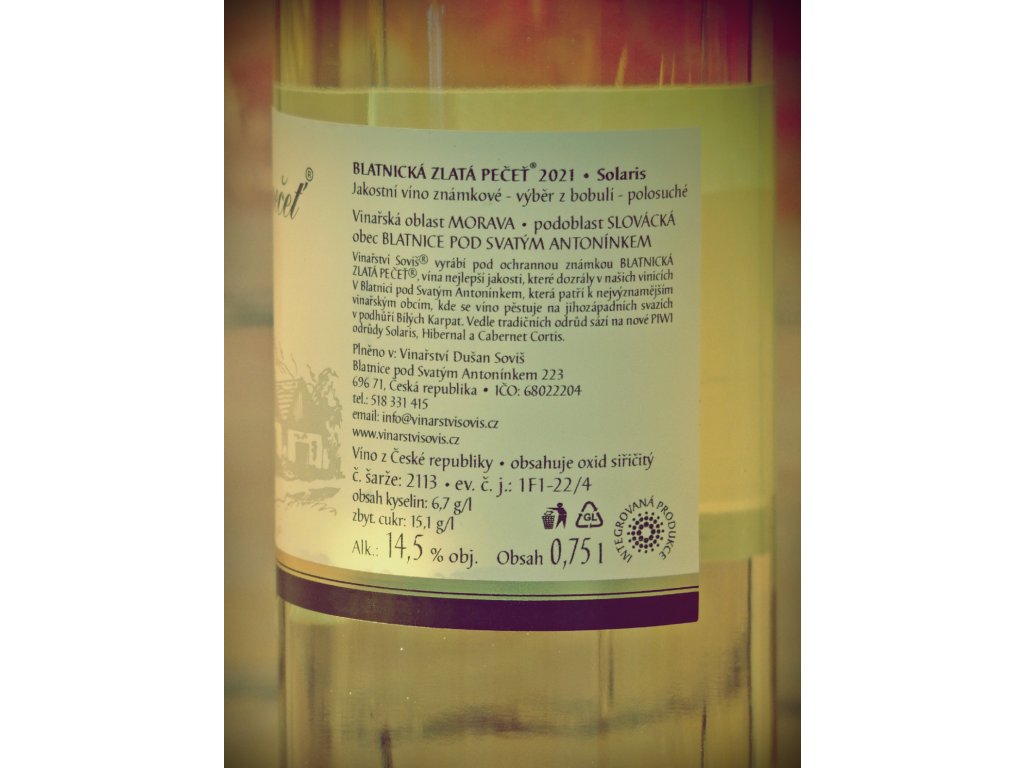 čeť®
BLATNICKÁ ZLATÁ PEČEŤ® 2021 • Solaris
Jakostní víno známkové - výběr z bobulí - polosuché
Vinařská oblast MORAVA • podoblast SLOVÁCKÁ
obec BLATNICE POD SVATÝM ANTONÍNKEM
Vinařství Soviš® vyrábí pod ochrannou známkou BLATNICKÁ
ZLATÁ PEČEŤ®, vína nejlepší jakosti, které dozrály v našich vinicích
V Blatnici pod Svatým Antonínkem, která patří k nejvýznamějším
vinařským obcím, kde se víno pěstuje na jihozápadních svazích
v podhůří Bílých Karpat. Vedle tradičních odrůd sází na nové PIWI
odrůdy Solaris, Hibernal a Cabernet Cortis.
Plněno v: Vinařství Dušan Soviš
Blatnice pod Svatým Antonínkem 223
696 71, Česká republika • IČO: 68022204
tel.: 518 331 415
email: info@vinarstvisovis.cz
www.vinarstvisovis.cz
Víno z České republiky • obsahuje oxid siřičitý
č. šarže: 2113 • ev. č. j.: 1F1-22/4
obsah kyselin: 6,7 g/l
zbyt. cukr: 15,1 g/l
GL
INTEGROVANÁ PRODUKCE
Alk.: 14,5 % obj. Obsah 0,75 l